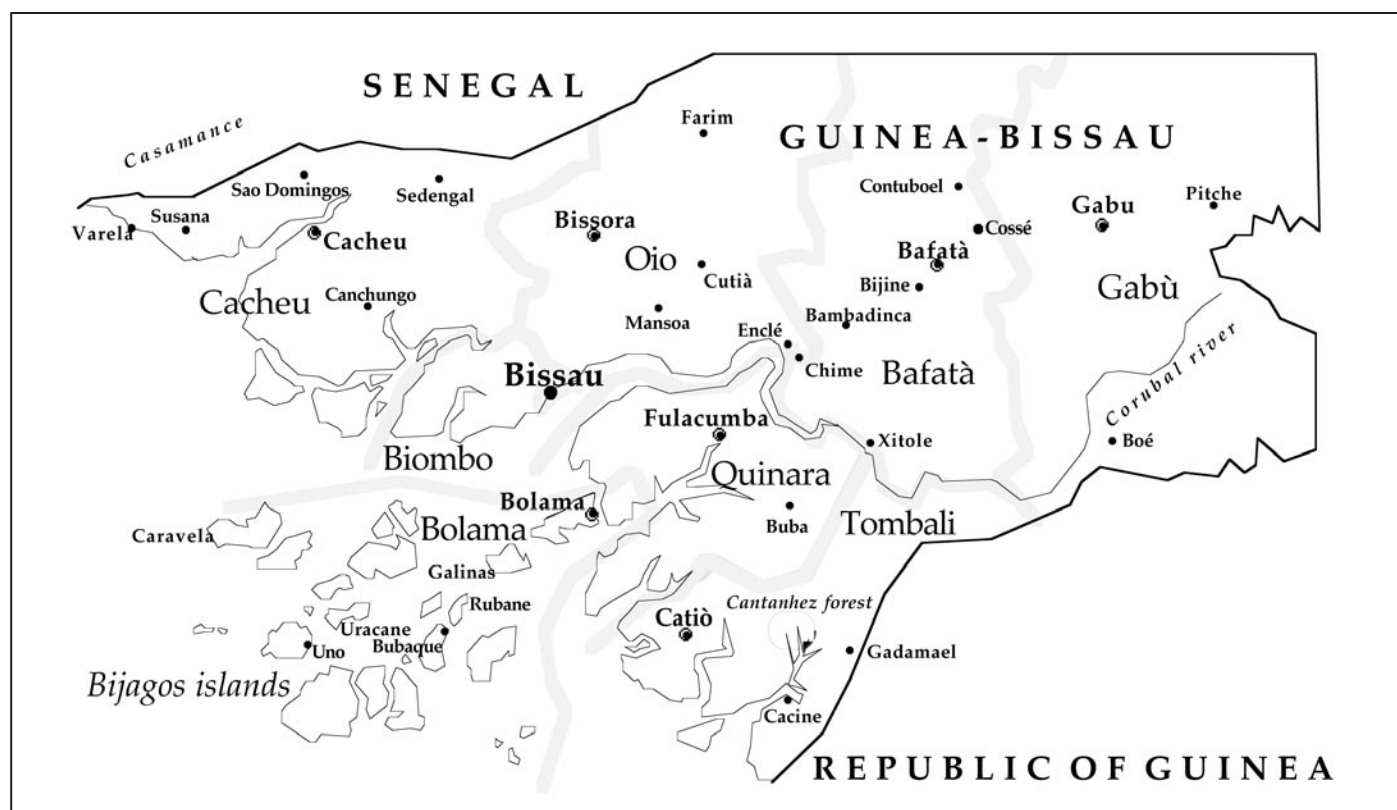 SENEGAL
Casamance
Farim
GUINEA-BISSAU
Sao Domingos
Sedengal
Contuboel
Pitche
Varela
Susana
Cacheu
Bissora
Cossé
Gabu
Oio
Cutià
Bafatà
Bijine
Gabù
Cacheu
Canchungo
Mansoa
Bambadinca
Enclé
Chime
Bafatà
Corubal river
Bissau
Fulacumba
Xitole
Boé
Biombo
Quinara
Bolama
Bolama
Buba
Tombali
Caravela
Galinas
Rubane
Uracane
Bubaque
Uno
Catiò
Cantanhez forest
Gadamael
Bijagos islands
Cacine
REPUBLIC OF GUINEA